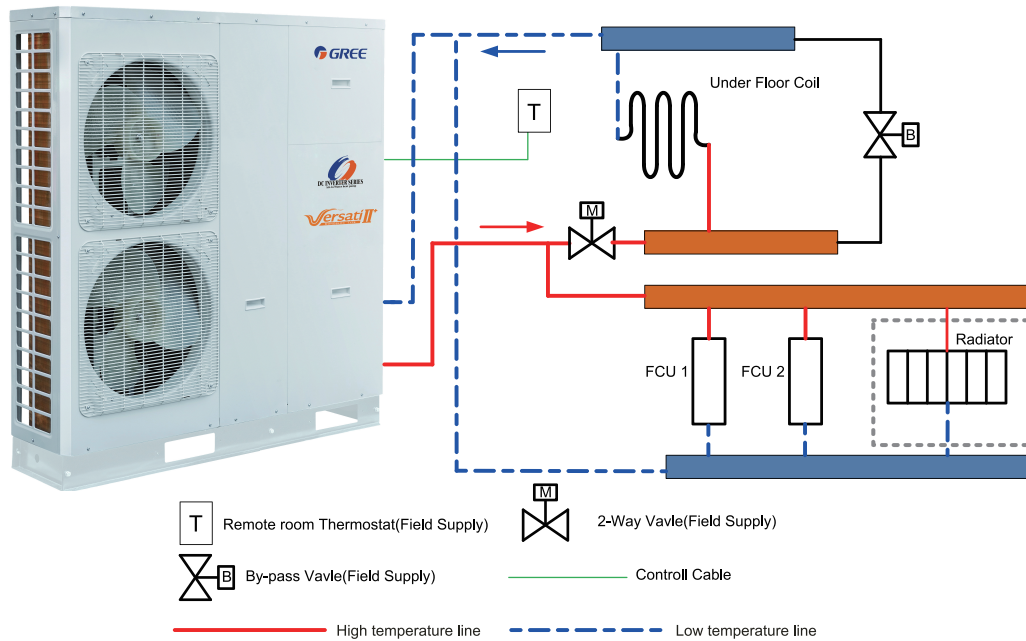 GREE
Under Floor Coil
T
B
DC INVERTER SERIES
M
Versati II
Radiator
FCU 1
FCU 2
M
T
Remote room Thermostat(Field Supply)
2-Way Vavle(Field Supply)
B
By-pass Vavle(Field Supply)
Controll Cable
High temperature line
Low temperature line